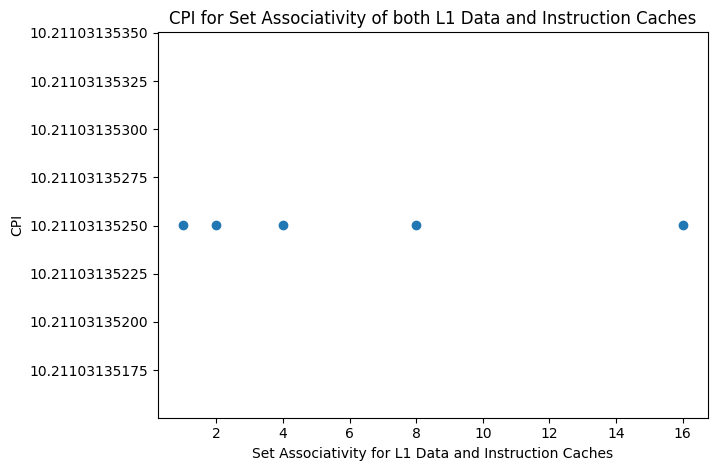 CPI for Set Associativity of both L1 Data and Instruction Caches
10.21103135350
10.21103135325
10.21103135300
10.21103135275
10.21103135250
10.21103135225
10.21103135200
10.21103135175
CPI
2 4 6 8 10 12 14 16
Set Associativity for L1 Data and Instruction Caches